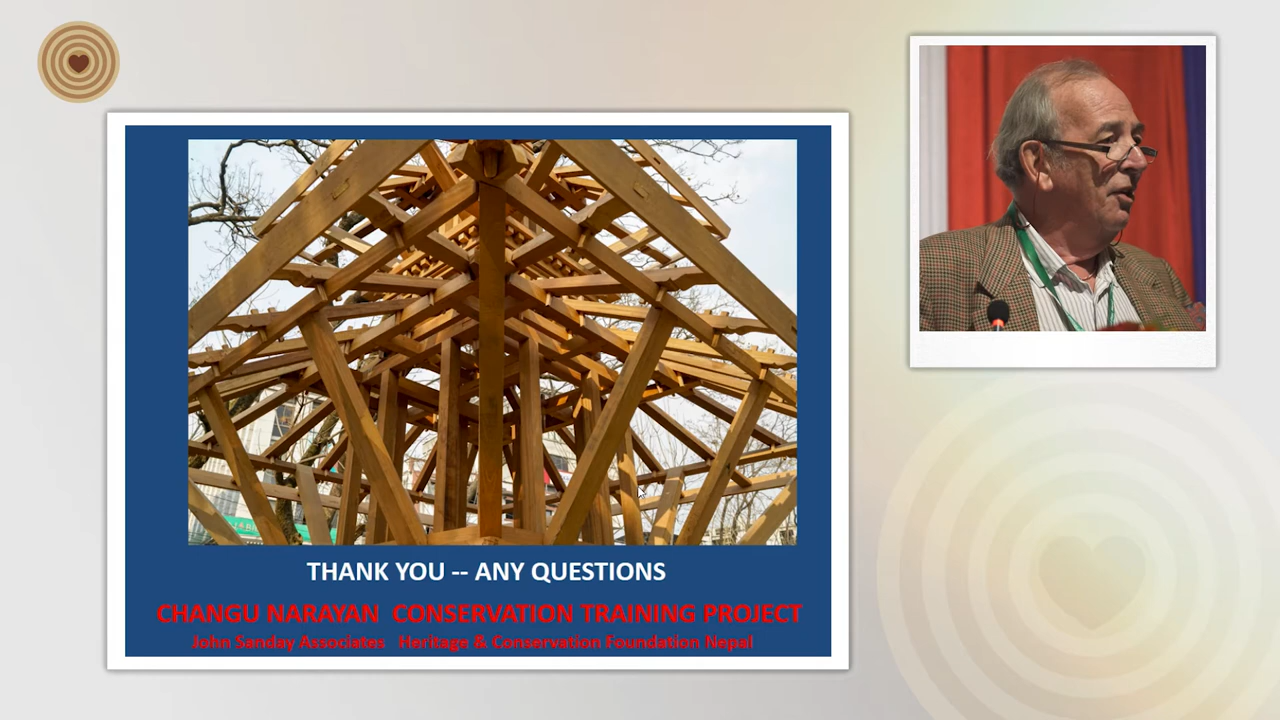 THANK YOU -- ANY QUESTIONS
CHANGU NARAYAN CONSERVATION TRAINING PROJECT
John Sanday Associates Heritage & Conservation Foundation Nepal